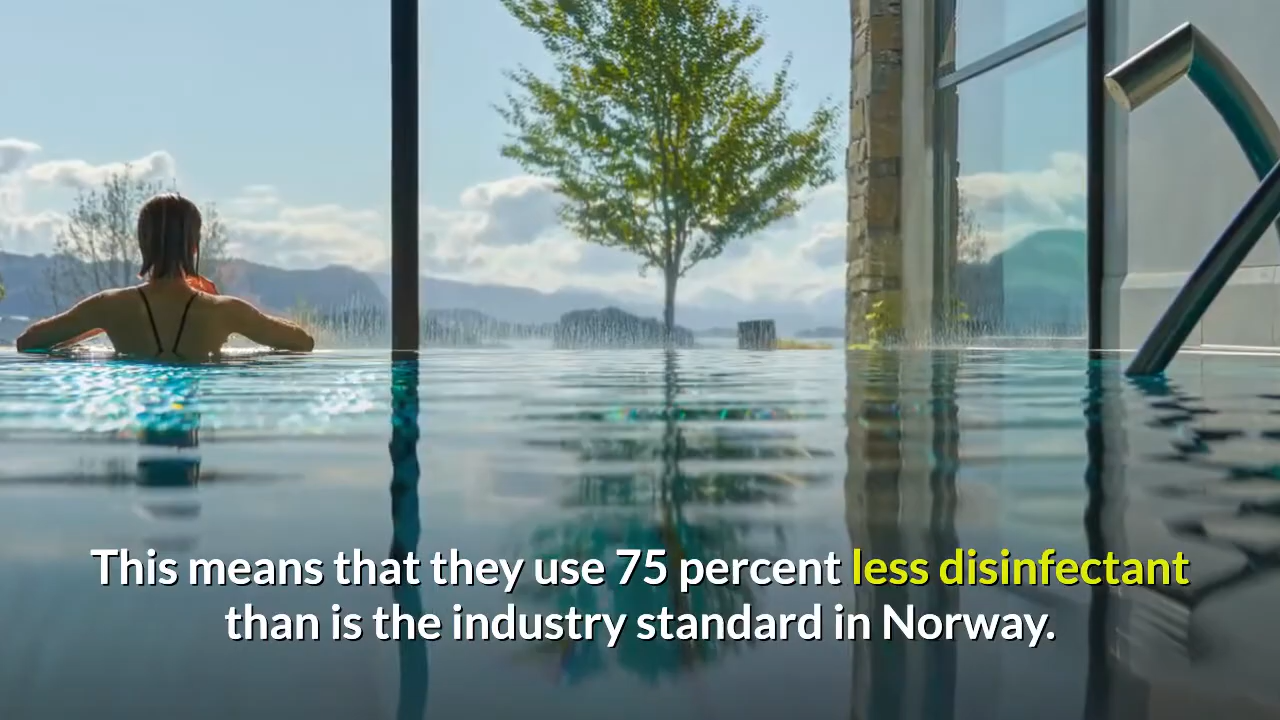 This means that they use 75 percent less disinfectant
than is the industry standard in Norway.